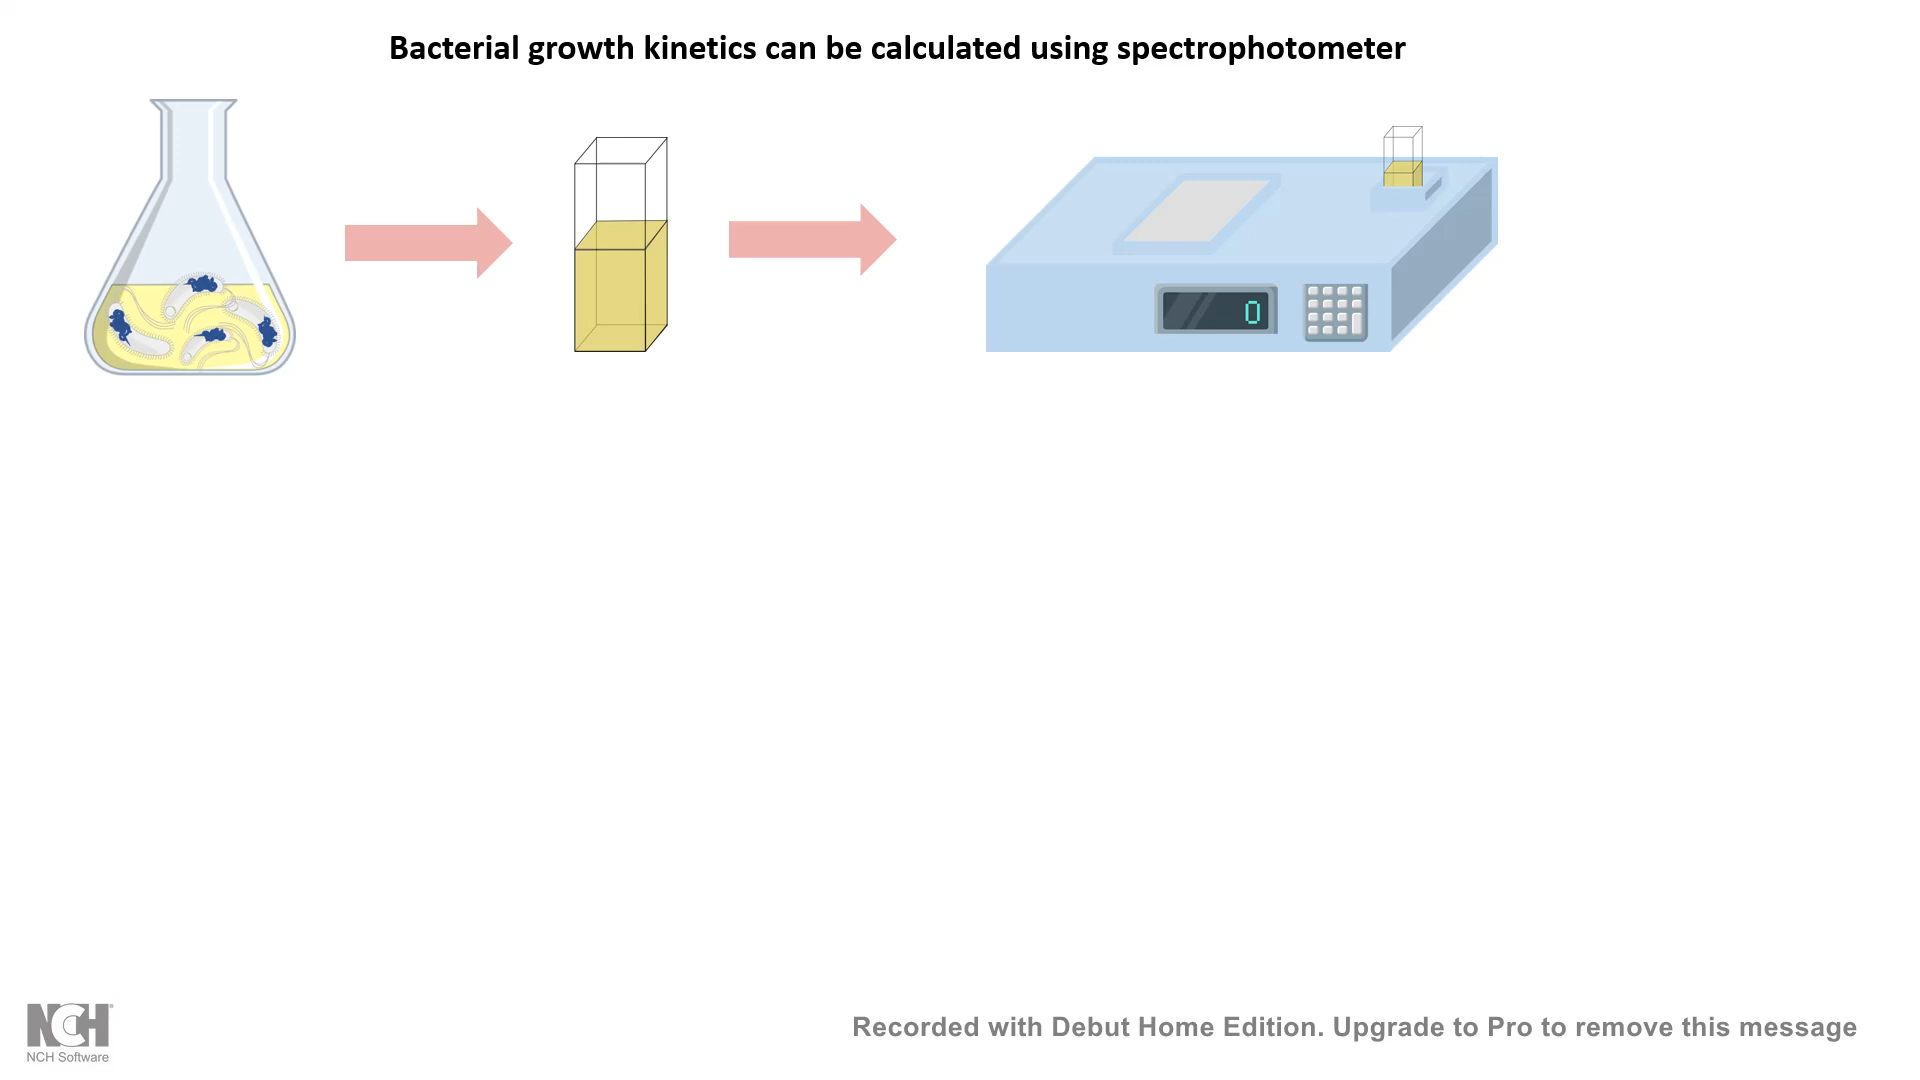 Bacterial growth kinetics can be calculated using spectrophotometer
0
NCH
NCH Software
Recorded with Debut Home Edition. Upgrade to Pro to remove this message